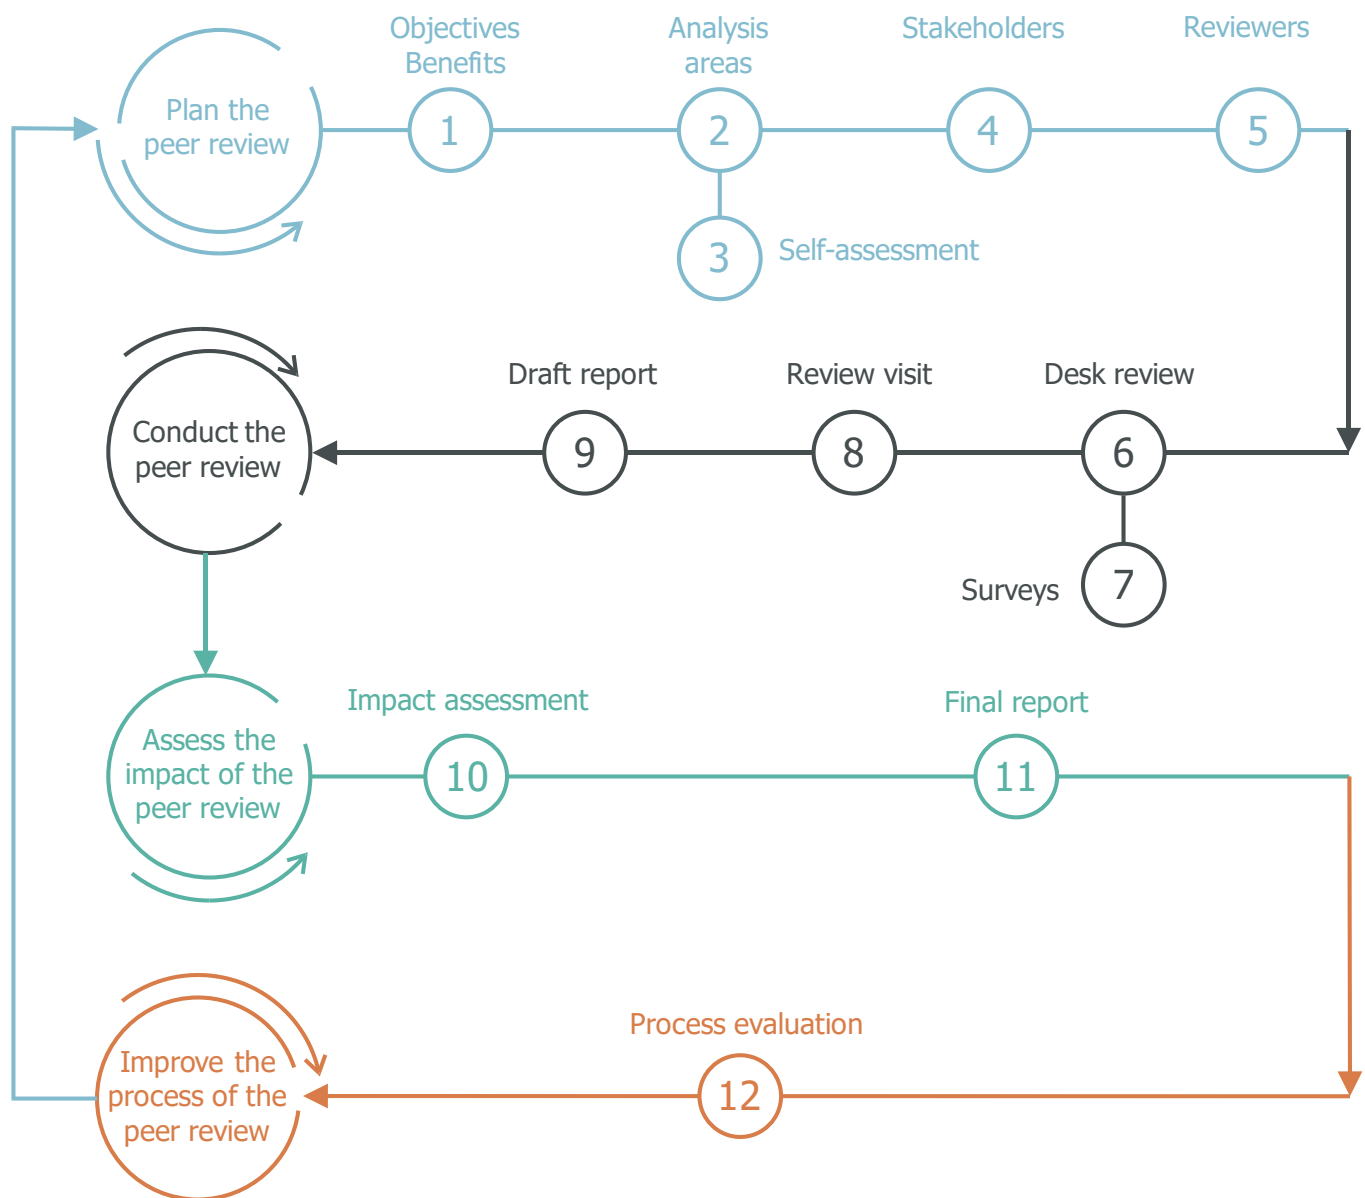 Plan the
peer review
Objectives
Benefits
1
Analysis
areas
2
3
Self-assessment
Stakeholders
4
Reviewers
5
Conduct the
peer review
Draft report
9
Review visit
8
Desk review
6
Surveys
7
Assess the
impact of the
peer review
Impact assessment
10
Final report
11
Improve the
process of the
peer review
Process evaluation
12